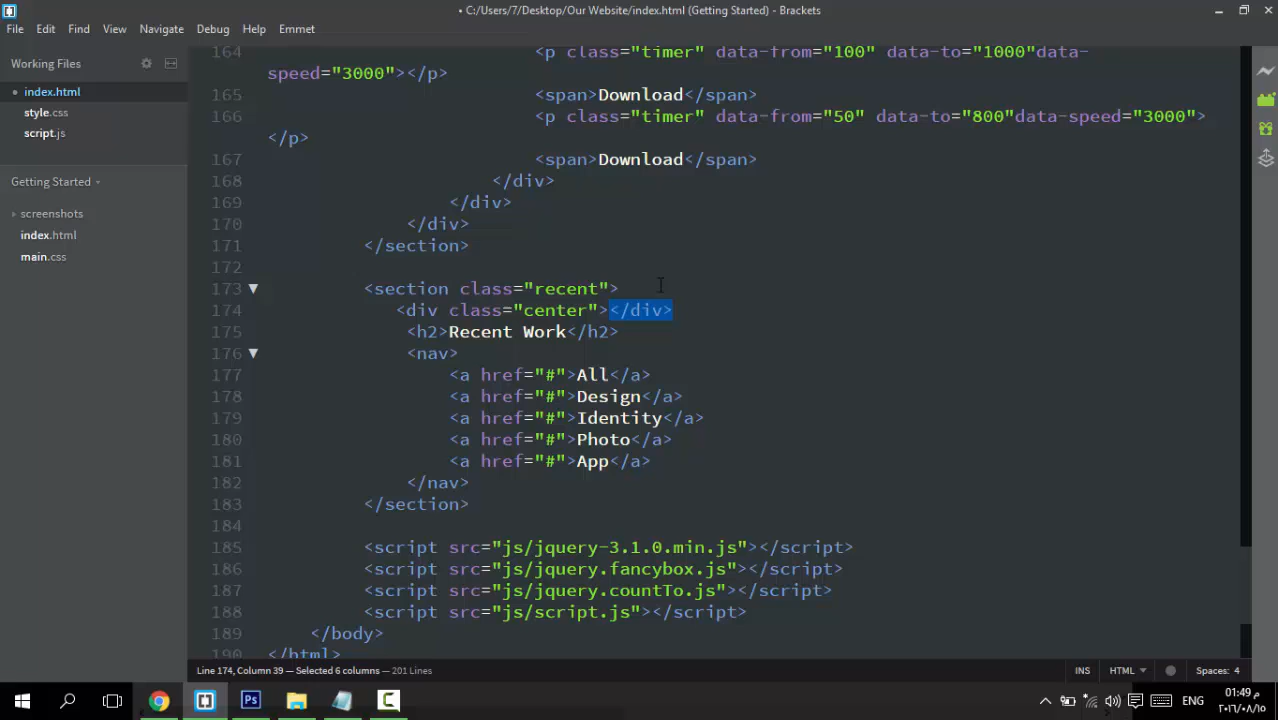 • C:/Users/7/Desktop/Our Website/index.html (Getting Started) - Brackets
File Edit Find View Navigate Debug Help Emmet
Working Files
• index.html
style.css
script.js
Getting Started
screenshots
index.html
main.css
164 <p class="timer" data-from="100" data-to="1000"data-
speed="3000"></p>
165 <span>Download</span>
166 <p class="timer" data-from="50" data-to="800"data-speed="3000">
</p>
167 <span>Download</span>
168 </div>
169 </div>
170 </div>
171 </section>
172
173 <section class="recent">
174 <div class="center"></div>
175 <h2>Recent Work</h2>
176 <nav>
177 <a href="#">All</a>
178 <a href="#">Design</a>
179 <a href="#">Identity</a>
180 <a href="#">Photo</a>
181 <a href="#">App</a>
182 </nav>
183 </section>
184
185 <script src="js/jquery-3.1.0.min.js"></script>
186 <script src="js/jquery.fancybox.js"></script>
187 <script src="js/jquery.countTo.js"></script>
188 <script src="js/script.js"></script>
189 </body>
190 </html>
Line 174, Column 39 — Selected 6 columns — 201 Lines
INS HTML Spaces: 4
Ps C
ENG
01:49 م
٢٠١٦/٠٨/١٥